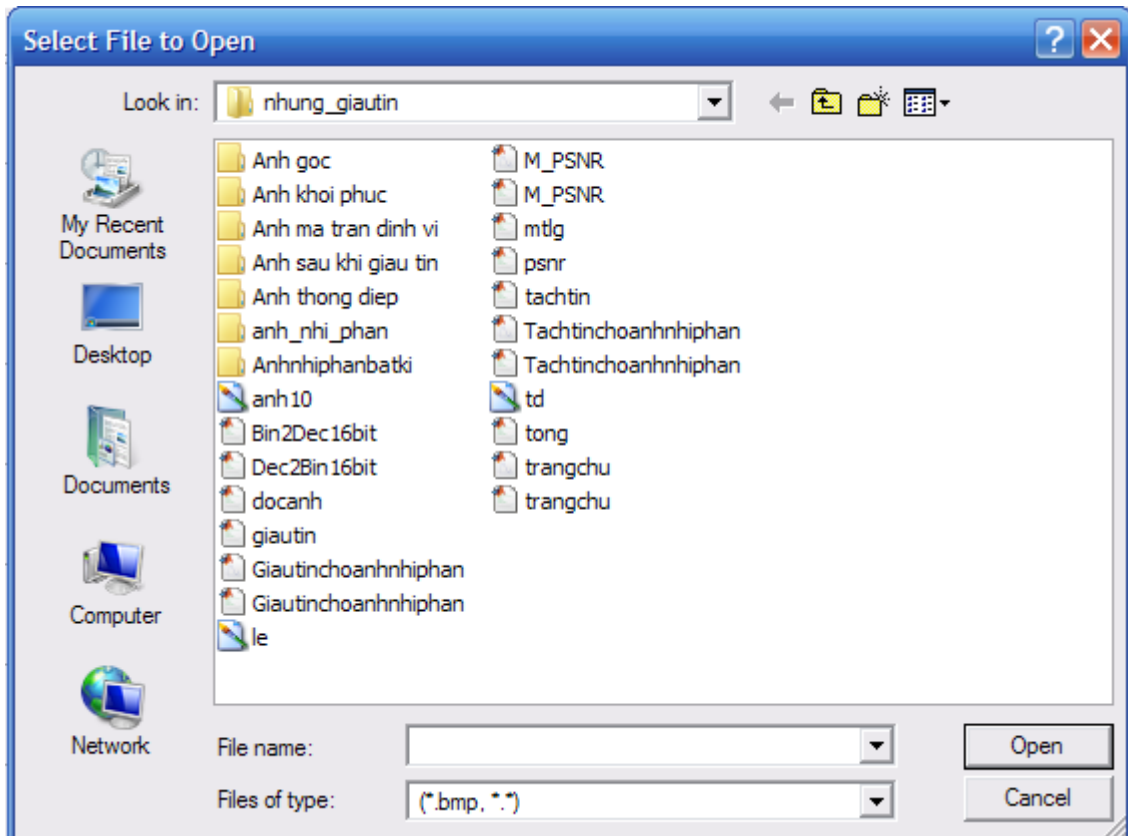 Select File to Open
Look in:
nhung_giautin
My Recent
Documents
Desktop
Documents
Computer
Network
Anh goc
Anh khoi phuc
Anh ma tran dinh vi
Anh sau khi giau tin
Anh thong diep
anh_nhi_phan
Anhnhiphanbatki
anh10
Bin2Dec16bit
Dec2Bin16bit
docanh
giautin
Giautinchoanhnhiphan
Giautinchoanhnhiphan
le
M_PSNR
M_PSNR
mtlg
psnr
tachtin
Tachtinchoanhnhiphan
Tachtinchoanhnhiphan
td
tong
trangchu
trangchu
File name:
Open
Files of type:
(*.bmp, *.*)
Cancel